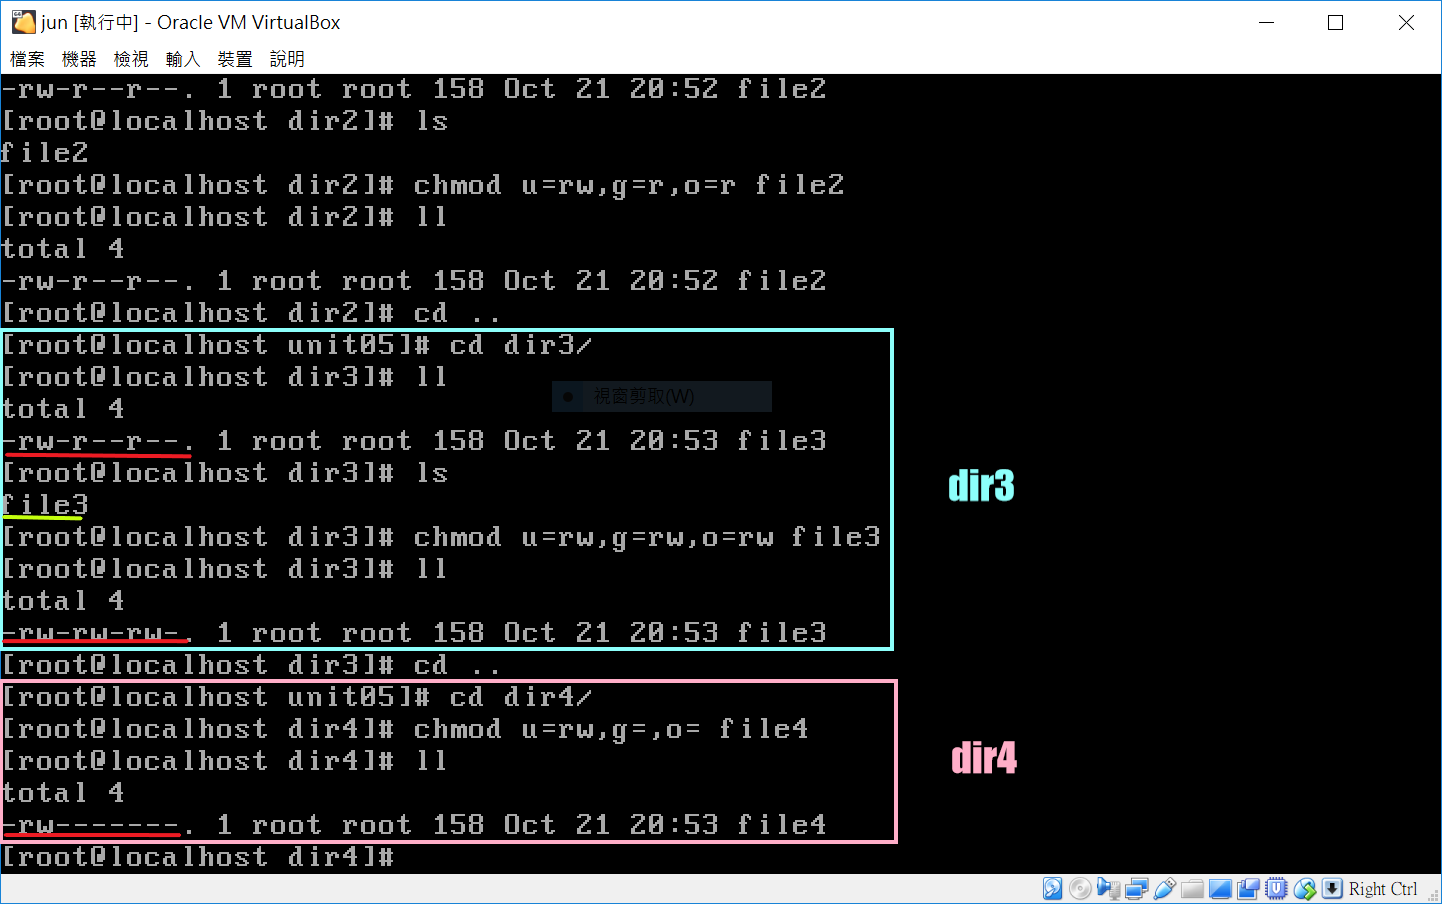 jun [執行中] - Oracle VM VirtualBox
檔案 機器 檢視 輸入 裝置 說明
-rw-r--r--. 1 root root 158 Oct 21 20:52 file2
[root@localhost dir2]# ls
file2
[root@localhost dir2]# chmod u=rw,g=r,o=r file2
[root@localhost dir2]# ll
total 4
-rw-r--r--. 1 root root 158 Oct 21 20:52 file2
[root@localhost dir2]# cd ..
[root@localhost unit05]# cd dir3/
[root@localhost dir3]# ll
視窗剪取(W)
total 4
-rw-r--r--. 1 root root 158 Oct 21 20:53 file3
[root@localhost dir3]# ls
dir3
file3
[root@localhost dir3]# chmod u=rw,g=rw,o=rw file3
[root@localhost dir3]# ll
total 4
-rw-rw-rw-. 1 root root 158 Oct 21 20:53 file3
[root@localhost dir3]# cd ..
[root@localhost unit05]# cd dir4/
[root@localhost dir4]# chmod u=rw,g=,o= file4
dir4
[root@localhost dir4]# ll
total 4
-rw-------. 1 root root 158 Oct 21 20:53 file4
[root@localhost dir4]#
Right Ctrl